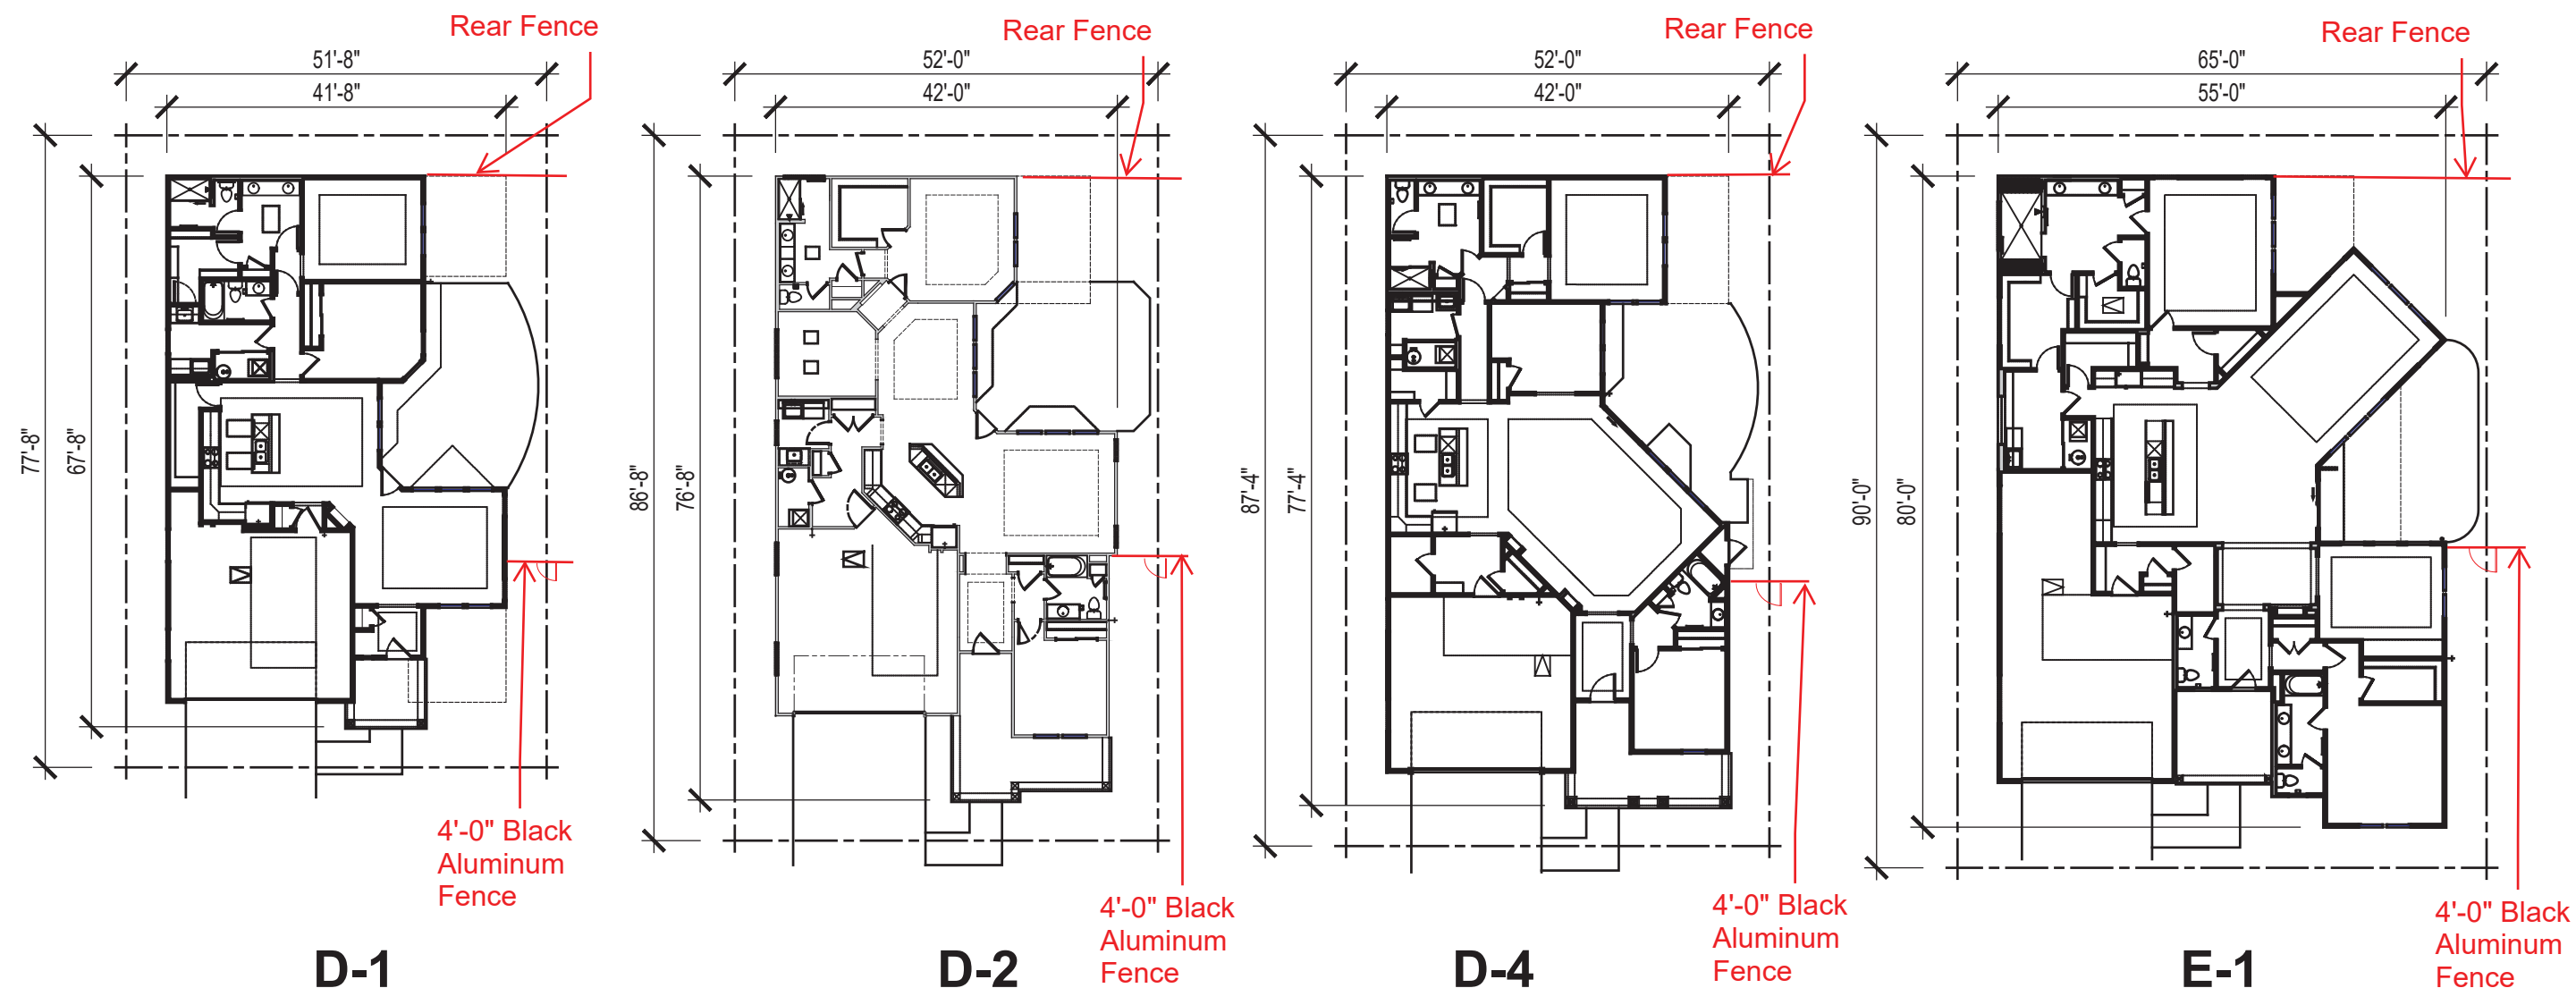 Rear Fence
51'-8"
41'-8"
77'-8"
67'-8"
4'-0" Black
Aluminum
Fence
D-1
Rear Fence
52'-0"
42'-0"
86'-8"
76'-8"
4'-0" Black
Aluminum
Fence
D-2
Rear Fence
52'-0"
42'-0"
87'-4"
77'-4"
4'-0" Black
Aluminum
Fence
D-4
Rear Fence
65'-0"
55'-0"
90'-0"
80'-0"
4'-0" Black
Aluminum
Fence
E-1